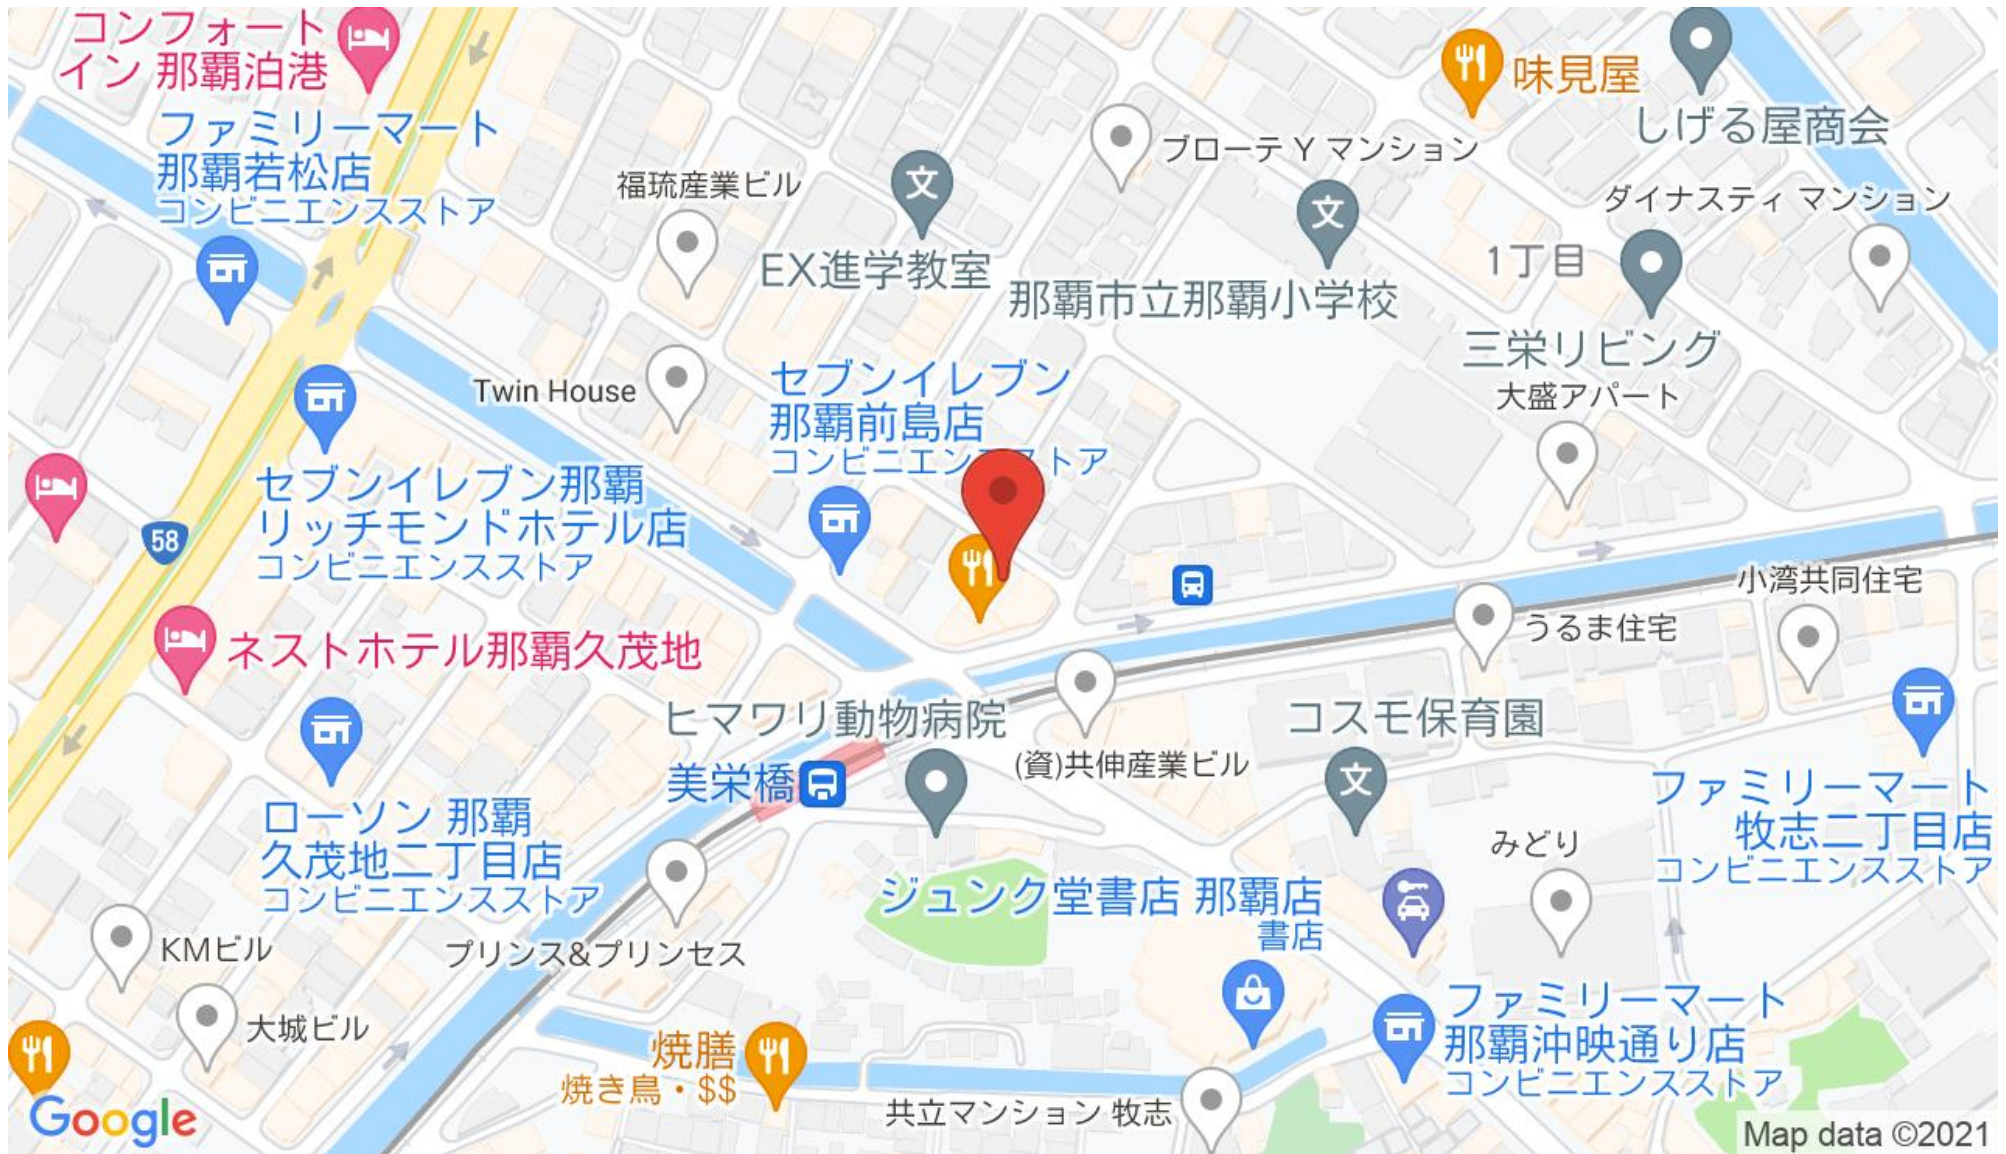 コンフォート
イン 那覇泊港
ファミリーマート
那覇若松店
コンビニエンスストア
味見屋
しげる屋商会
ブローテ Y マンション
福琉産業ビル
文
文
ダイナスティ マンション
EX進学教室
那覇市立那覇小学校
1丁目
三栄リビング
大盛アパート
Twin House
セブンイレブン
那覇前島店
コンビニエンスストア
セブンイレブン那覇
リッチモンドホテル店
コンビニエンスストア
58
小湾共同住宅
うるま住宅
ネストホテル那覇久茂地
ヒマワリ動物病院
コスモ保育園
文
(資)共伸産業ビル
美栄橋
ローソン 那覇
久茂地二丁目店
コンビニエンスストア
ファミリーマート
牧志二丁目店
コンビニエンスストア
みどり
ジュンク堂書店 那覇店
書店
KMビル
プリンス&プリンセス
大城ビル
ファミリーマート
那覇沖映通り店
コンビニエンスストア
焼膳
焼き鳥・$$
共立マンション 牧志
Google
Map data ©2021